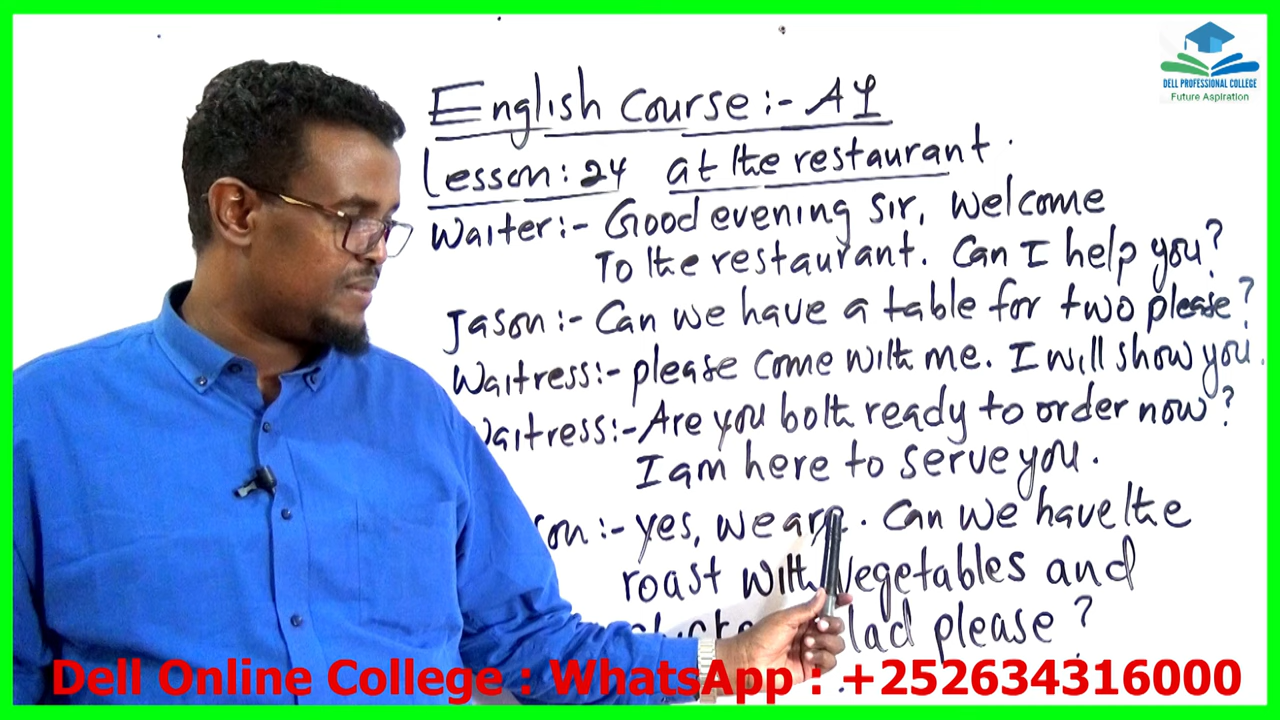 DELL PROFESSIONAL COLLEGE
Future Aspiration
English Course:- A1
Lesson: 24 at the restaurant.
Waiter:- Good evening sir, Welcome
To the restaurant. Can I help you?
Jason:- Can we have a table for two please?
Waitress:- please come with me. I will show you.
Waitress:- Are you both ready to order now?
I am here to serve you.
son:- yes, we are. Can we have the
roast with vegetables and
lad please?
Dell Online College : WhatsApp : +252634316000